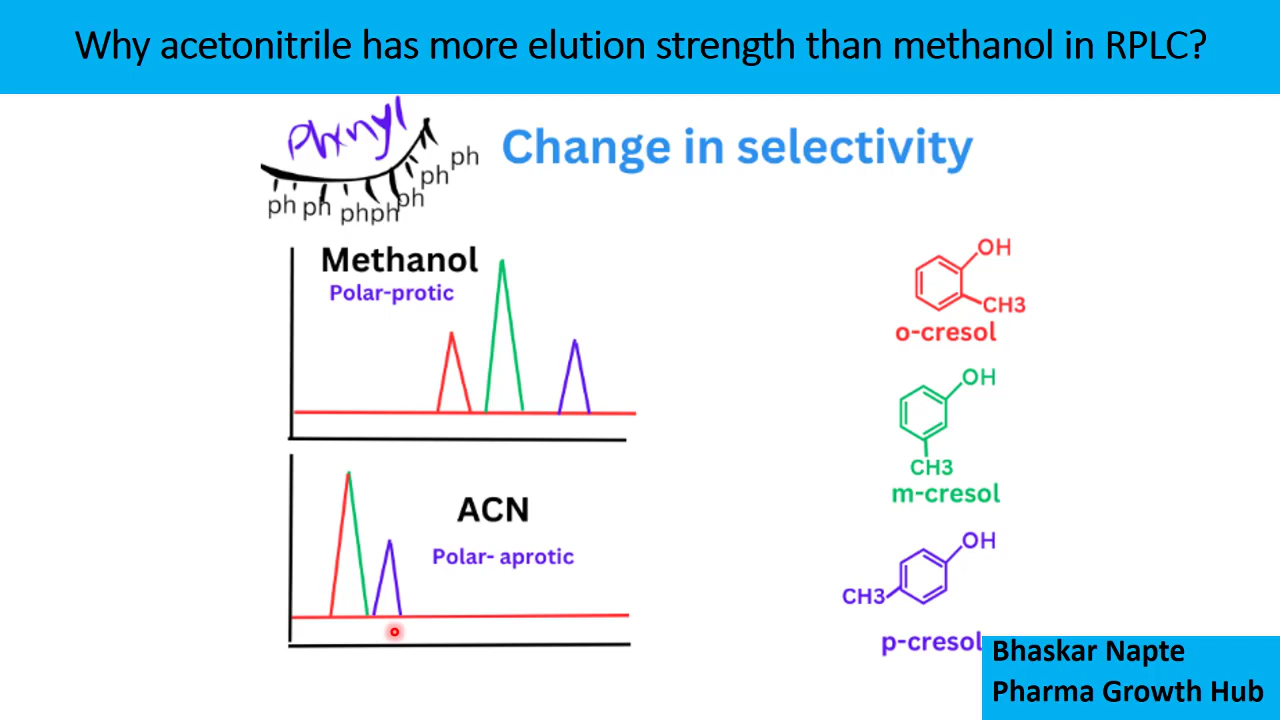 Why acetonitrile has more elution strength than methanol in RPLC?
Phenyl
Change in selectivity
ph ph ph ph ph ph ph
Methanol
Polar-protic
OH
CH3
o-cresol
OH
CH3
m-cresol
ACN
Polar- aprotic
OH
CH3
p-cresol
Bhaskar Napte
Pharma Growth Hub